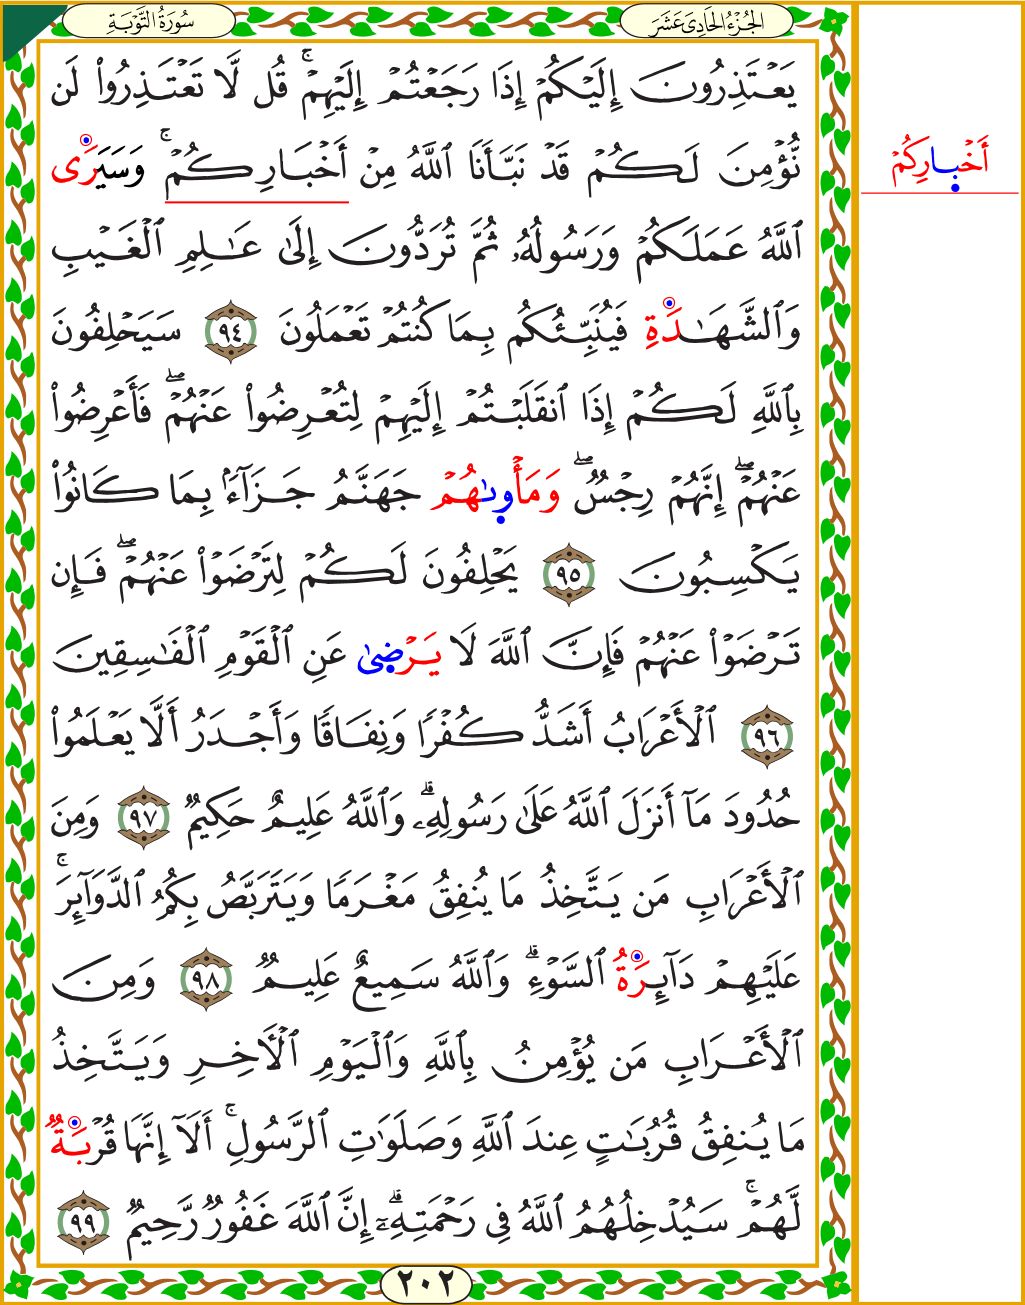 الجُزْءُ الحَادِىَ عَشَرَ
سُورَةُ التَّوْبَةِ
يَعْتَذِرُونَ إِلَيْكُمْ إِذَا رَجَعْتُمْ إِلَيْهِمْ ۚ قُل لَّا تَعْتَذِرُوا۟ لَن
نُّؤْمِنَ لَكُمْ قَدْ نَبَّأَنَا ٱللَّهُ مِنْ أَخْبَارِكُمْ ۚ وَسَيَرَى
ٱللَّهُ عَمَلَكُمْ وَرَسُولُهُۥ ثُمَّ تُرَدُّونَ إِلَىٰ عَـٰلِمِ ٱلْغَيْبِ
وَٱلشَّهَـٰدَةِ فَيُنَبِّئُكُم بِمَا كُنتُمْ تَعْمَلُونَ ٩٤ سَيَحْلِفُونَ
بِٱللَّهِ لَكُمْ إِذَا ٱنقَلَبْتُمْ إِلَيْهِمْ لِتُعْرِضُوا۟ عَنْهُمْ ۖ فَأَعْرِضُوا۟
عَنْهُمْ ۖ إِنَّهُمْ رِجْسٌ ۖ وَمَأْوىٰهُمْ جَهَنَّمُ جَزَآءًۢ بِمَا كَانُوا۟
يَكْسِبُونَ ٩٥ يَحْلِفُونَ لَكُمْ لِتَرْضَوْا۟ عَنْهُمْ ۖ فَإِن
تَرْضَوْا۟ عَنْهُمْ فَإِنَّ ٱللَّهَ لَا يَرْضِىٰ عَنِ ٱلْقَوْمِ ٱلْفَـٰسِقِينَ
٩٦ ٱلْأَعْرَابُ أَشَدُّ كُفْرًا وَنِفَاقًا وَأَجْدَرُ أَلَّا يَعْلَمُوا۟
حُدُودَ مَآ أَنزَلَ ٱللَّهُ عَلَىٰ رَسُولِهِۦ ۗ وَٱللَّهُ عَلِيمٌ حَكِيمٌ ٩٧ وَمِنَ
ٱلْأَعْرَابِ مَن يَتَّخِذُ مَا يُنفِقُ مَغْرَمًا وَيَتَرَبَّصُ بِكُمُ ٱلدَّوَآئِرَ ۚ
عَلَيْهِمْ دَآئِرَةُ ٱلسَّوْءِ ۗ وَٱللَّهُ سَمِيعٌ عَلِيمٌ ٩٨ وَمِنَ
ٱلْأَعْرَابِ مَن يُؤْمِنُ بِٱللَّهِ وَٱلْيَوْمِ ٱلْـَٔاخِرِ وَيَتَّخِذُ
مَا يُنفِقُ قُرُبَـٰتٍ عِندَ ٱللَّهِ وَصَلَوَٰتِ ٱلرَّسُولِ ۚ أَلَآ إِنَّهَا قُرْبَةٌ
لَّهُمْ ۚ سَيُدْخِلُهُمُ ٱللَّهُ فِى رَحْمَتِهِۦٓ ۗ إِنَّ ٱللَّهَ غَفُورٌ رَّحِيمٌ ٩٩
٢٠٢
أَخْبارِكُمْ